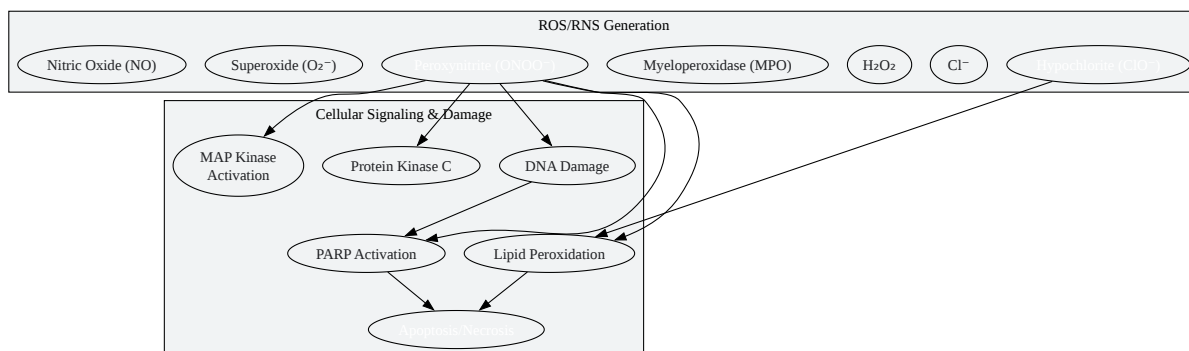 ROS/RNS Generation
Nitric Oxide (NO)
Superoxide (O₂⁻)
Peroxynitrite (ONOO⁻)
Myeloperoxidase (MPO)
H₂O₂
Cl⁻
Hypochlorite (ClO⁻)
Cellular Signaling & Damage
MAP Kinase
Activation
Protein Kinase C
DNA Damage
PARP Activation
Lipid Peroxidation
Apoptosis/Necrosis